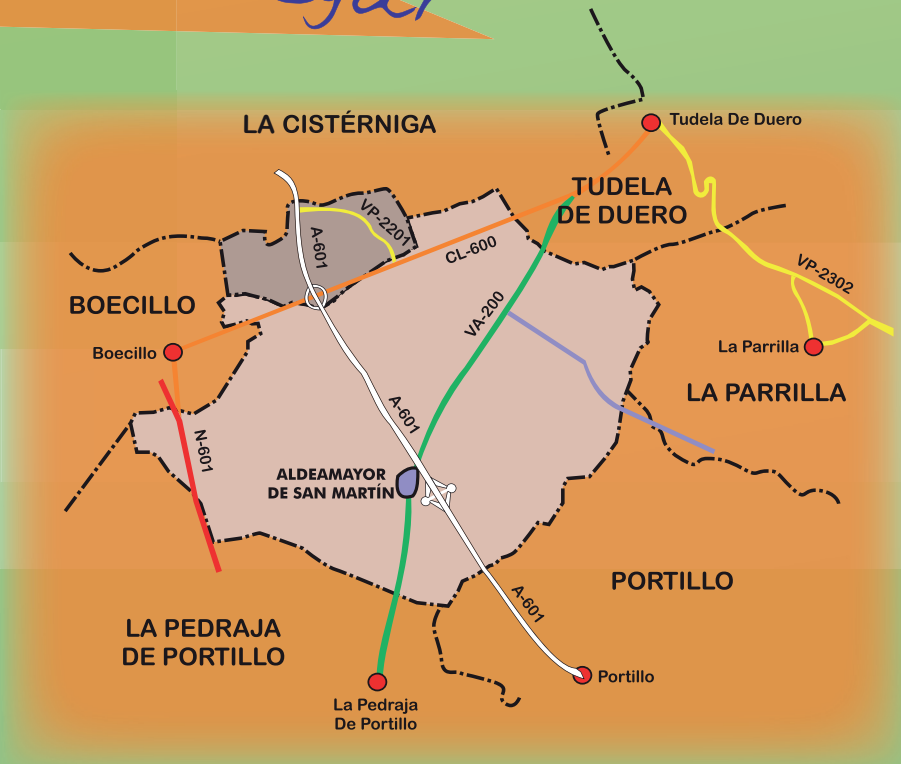 LA CISTÉRNIGA
Tudela De Duero
TUDELA
DE DUERO
VP-2201
A-601
CL-600
VP-2302
BOECILLO
VA-200
Boecillo
La Parrilla
LA PARRILLA
A-601
N-601
ALDEAMAYOR
DE SAN MARTÍN
PORTILLO
A-601
LA PEDRAJA
DE PORTILLO
Portillo
La Pedraja
De Portillo